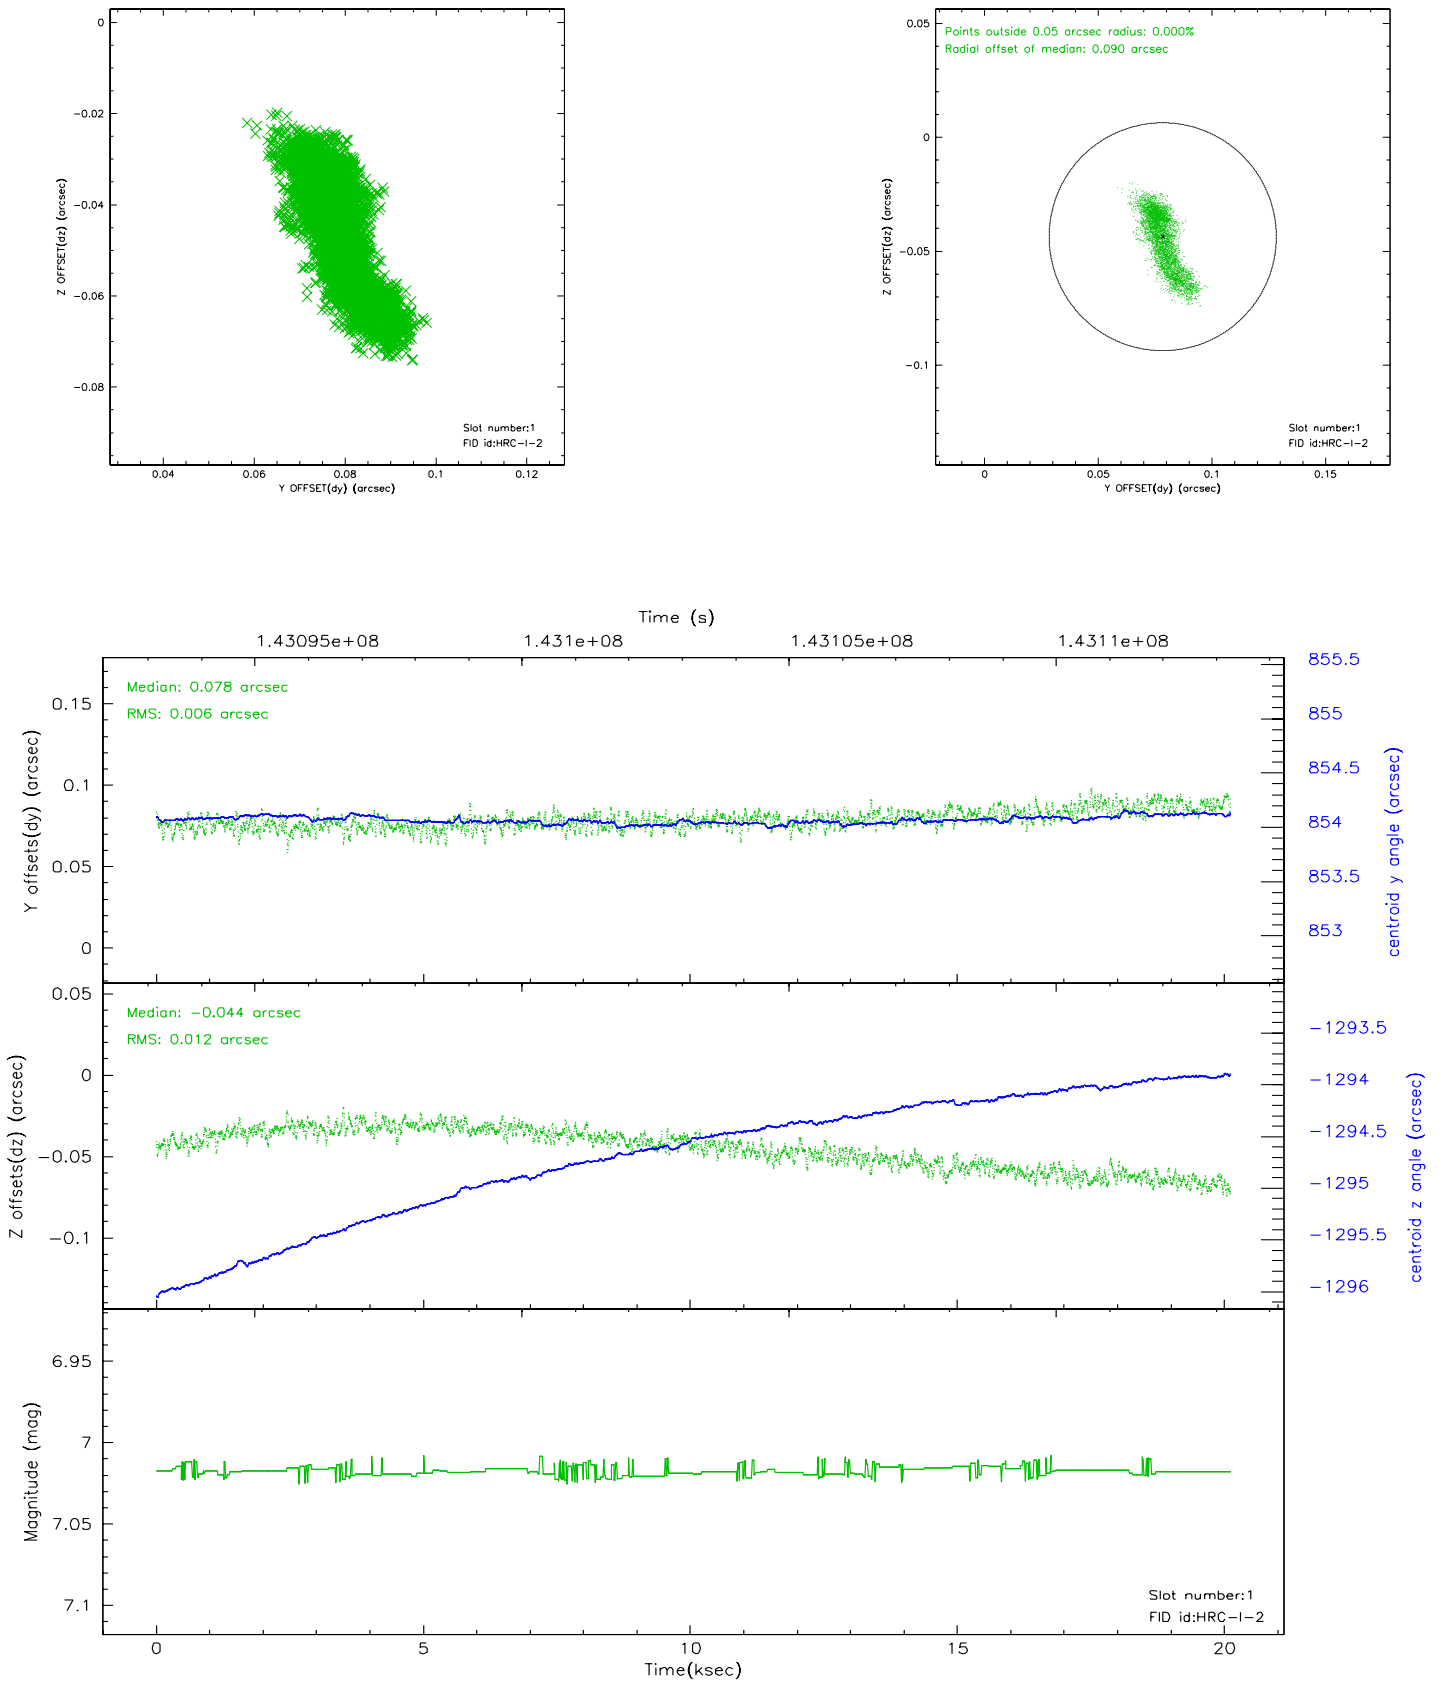 0
−0.02
−0.04
−0.06
−0.08
Z OFFSET(dz) (arcsec)
0.04 0.06 0.08 0.1 0.12
Y OFFSET(dy) (arcsec)
Slot number:1
FID id:HRC−I−2
Points outside 0.05 arcsec radius: 0.000%
Radial offset of median: 0.090 arcsec
0.05
0
−0.05
−0.1
Z OFFSET(dz) (arcsec)
0 0.05 0.1 0.15
Y OFFSET(dy) (arcsec)
Slot number:1
FID id:HRC−I−2
Time (s)
1.43095e+08 1.431e+08 1.43105e+08 1.4311e+08
Median: 0.078 arcsec
RMS: 0.006 arcsec
0.15
0.1
0.05
0
Y offsets(dy) (arcsec)
855.5
855
854.5
854
853.5
853
centroid y angle (arcsec)
Median: −0.044 arcsec
RMS: 0.012 arcsec
0.05
0
−0.05
−0.1
Z offsets(dz) (arcsec)
−1293.5
−1294
−1294.5
−1295
−1295.5
−1296
centroid z angle (arcsec)
6.95
7
7.05
7.1
Magnitude (mag)
Slot number:1
FID id:HRC−I−2
0 5 10 15 20
Time(ksec)